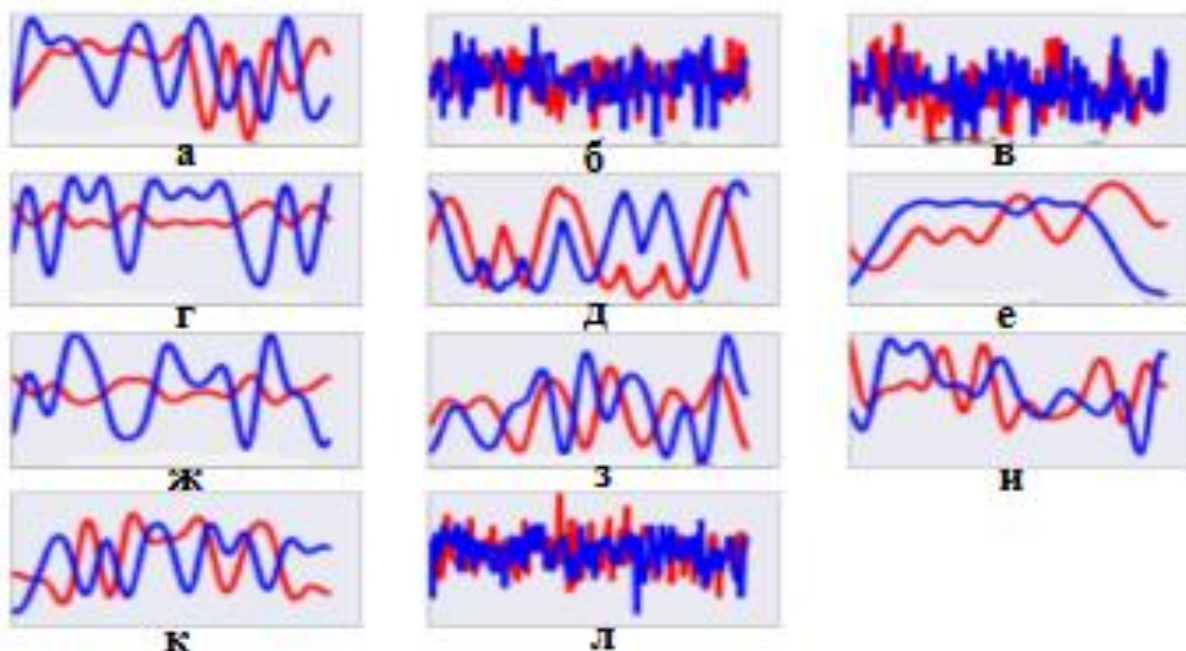 а б в
г д е
ж з и
к л